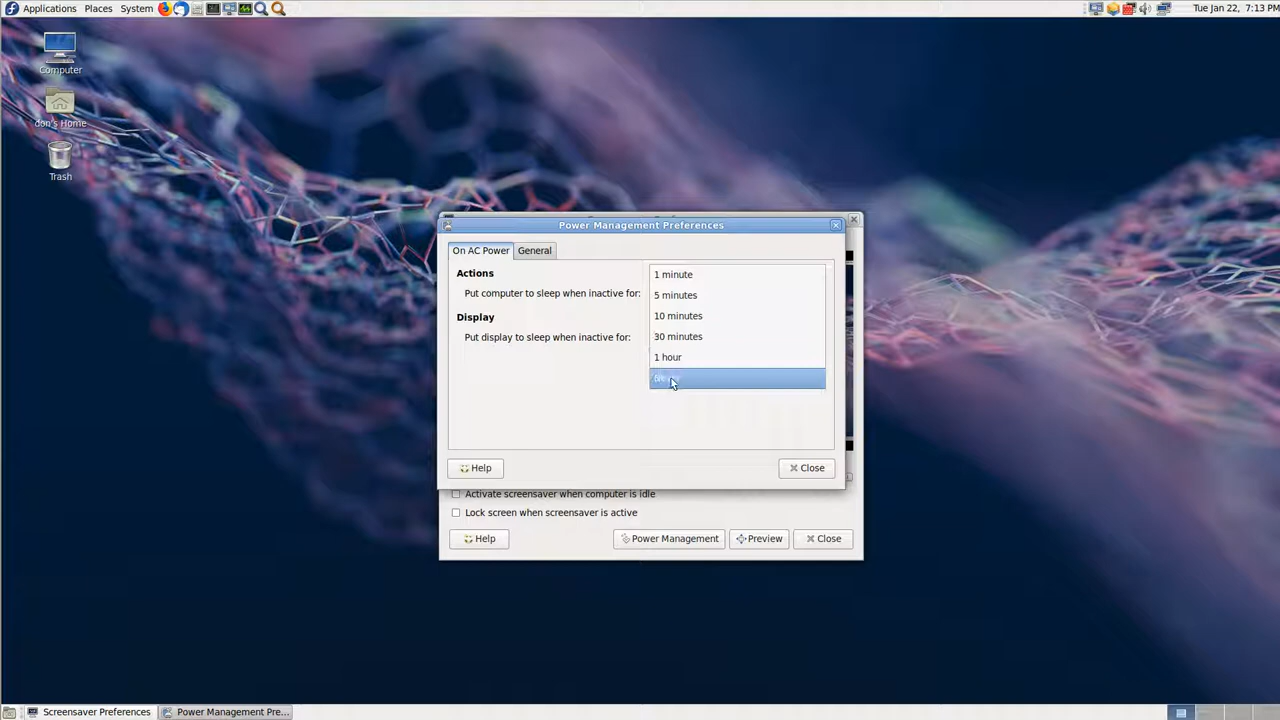 Applications Places System Tue Jan 22, 7:13 PM
Computer
don's Home
Trash
Power Management Preferences
On AC Power General
Actions
1 minute
Put computer to sleep when inactive for:
5 minutes
Display
10 minutes
Put display to sleep when inactive for:
30 minutes
1 hour
Help Close
Activate screensaver when computer is idle
Lock screen when screensaver is active
Help Power Management Preview Close
Screensaver Preferences Power Management Pre...